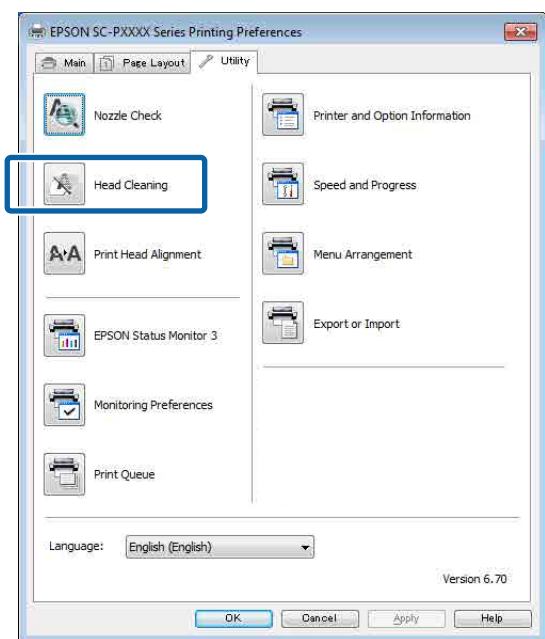 EPSON SC-PXXXX Series Printing Preferences
Main
Page Layout
Utility
Nozzle Check
Head Cleaning
Print Head Alignment
EPSON Status Monitor 3
Monitoring Preferences
Print Queue
Printer and Option Information
Speed and Progress
Menu Arrangement
Export or Import
Language: English (English)
Version 6.70
OK Cancel Apply Help